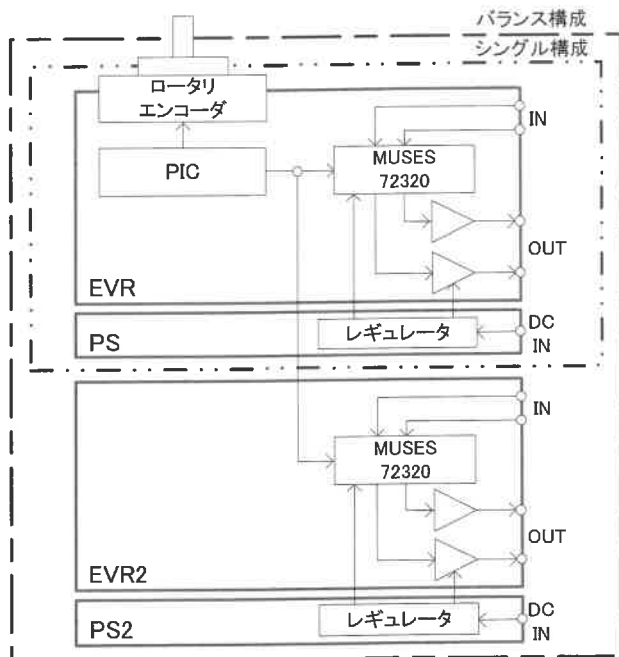 バランス構成
シングル構成
ロータリ
エンコーダ
PIC
MUSES
72320
IN
OUT
EVR
PS
レギュレータ
DC
IN
MUSES
72320
IN
OUT
EVR2
PS2
レギュレータ
DC
IN